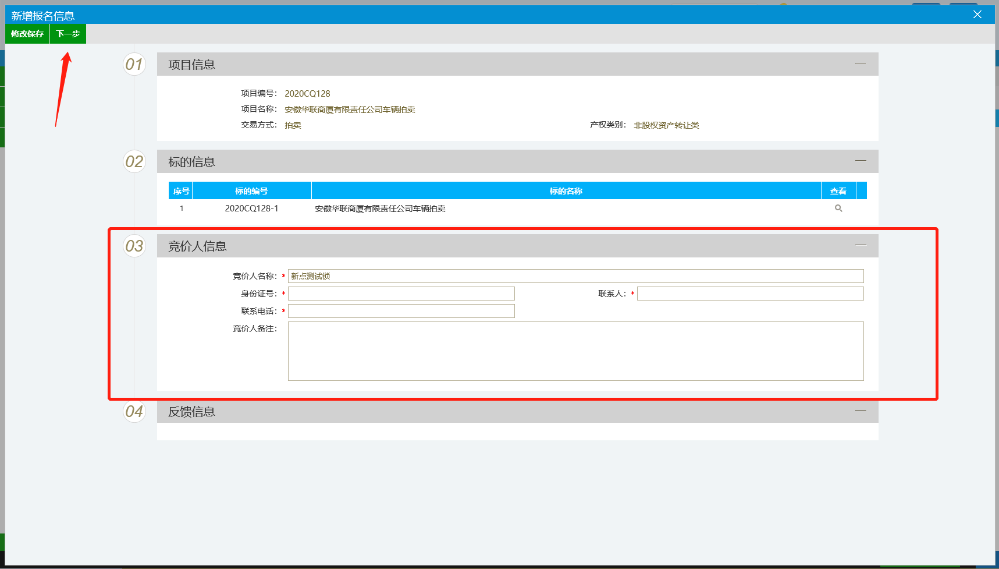 新增报名信息
修改保存 下一步
01 项目信息
项目编号： 2020CQ128
项目名称： 安徽华联商厦有限责任公司车辆拍卖
交易方式： 拍卖 产权类别： 非股权资产转让类
02 标的信息
序号 标的编号 标的名称 查看
1 2020CQ128-1 安徽华联商厦有限责任公司车辆拍卖
03 竞价人信息
竞价人名称：* 新点测试锁
身份证号：* 联系人：*
联系电话：*
竞价人备注：
04 反馈信息